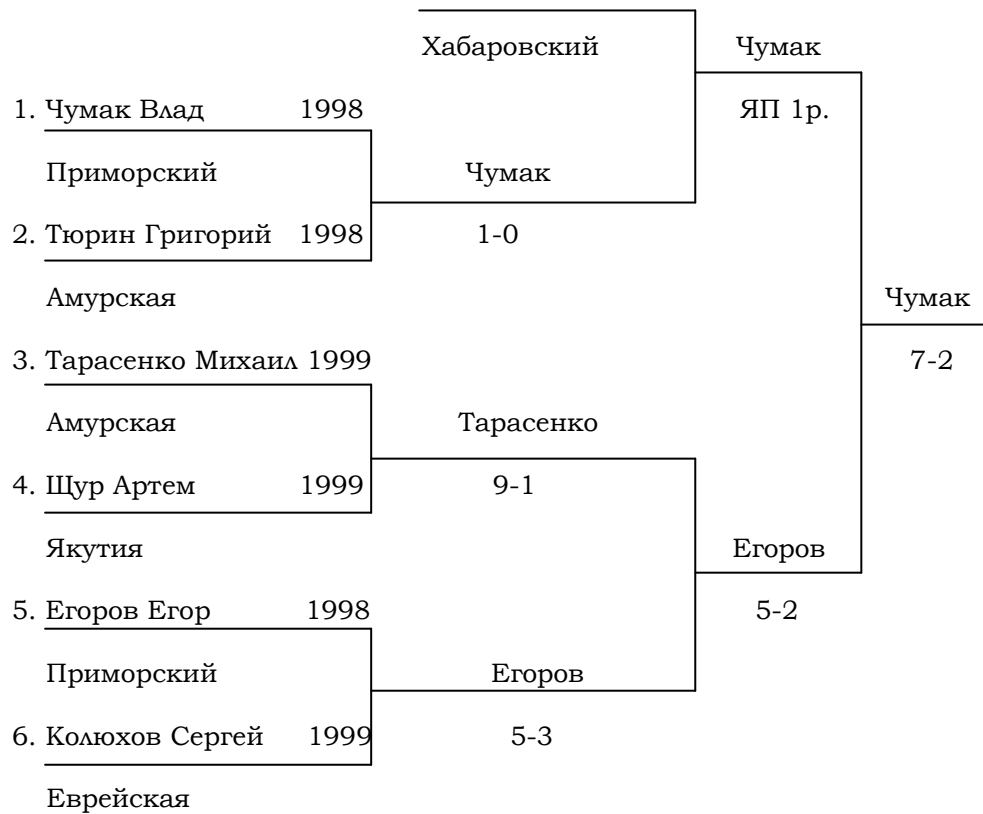 Хабаровский Чумак
1. Чумак Влад 1998 ЯП 1р.
Приморский Чумак
2. Тюрин Григорий 1998 1-0
Амурская Чумак
3. Тарасенко Михаил 1999 7-2
Амурская Тарасенко
4. Щур Артем 1999 9-1
Якутия Егоров
5. Егоров Егор 1998 5-2
Приморский Егоров
6. Колюхов Сергей 1999 5-3
Еврейская